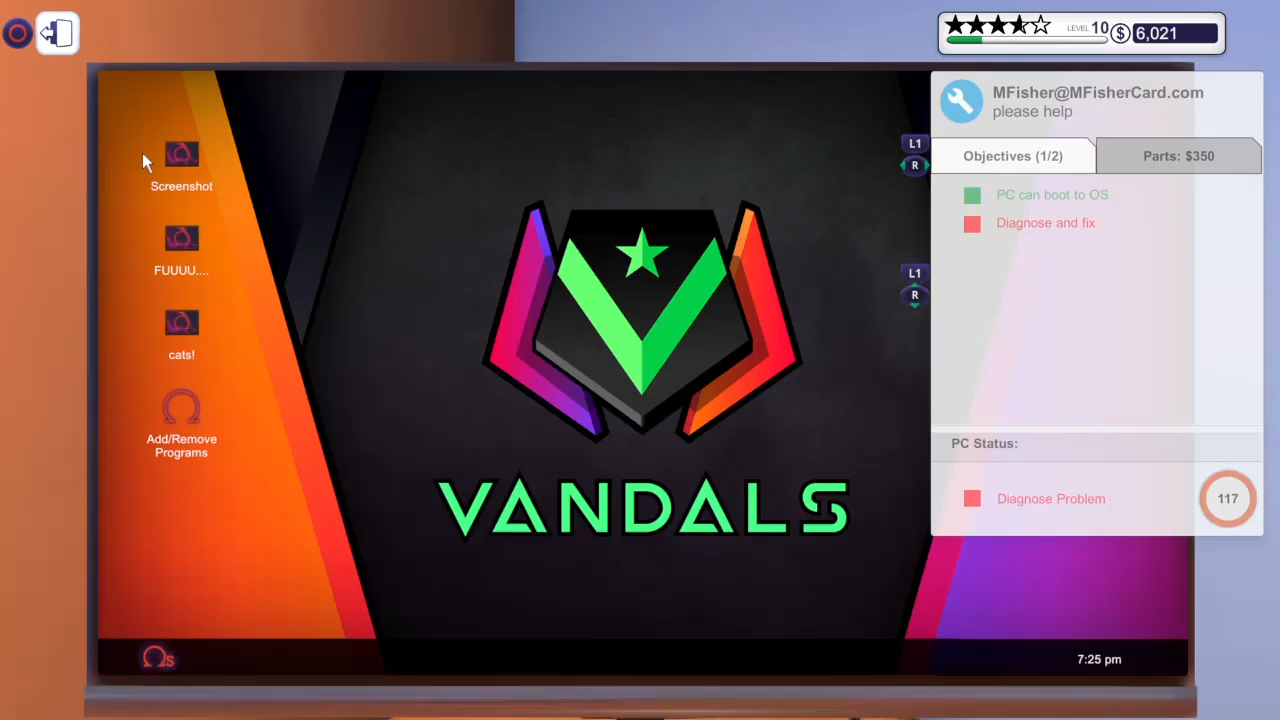 LEVEL 10
$ 6,021
MFisher@MFisherCard.com
please help
L1
R
Objectives (1/2)
Parts: $350
Screenshot
PC can boot to OS
Diagnose and fix
FUUUU....
L1
R
cats!
Add/Remove
Programs
PC Status:
Diagnose Problem
117
VANDALS
Ωs
7:25 pm